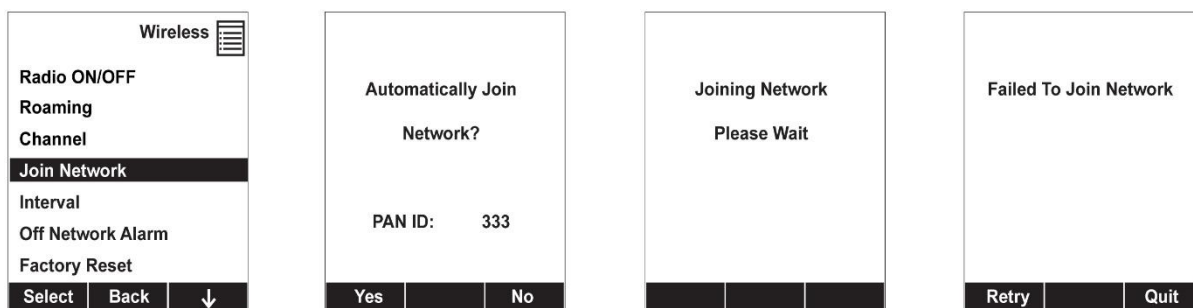 Wireless
Radio ON/OFF
Roaming
Channel
Join Network
Interval
Off Network Alarm
Factory Reset
Select Back ↓
Automatically Join
Network?
PAN ID: 333
Yes No
Joining Network
Please Wait
Failed To Join Network
Retry Quit